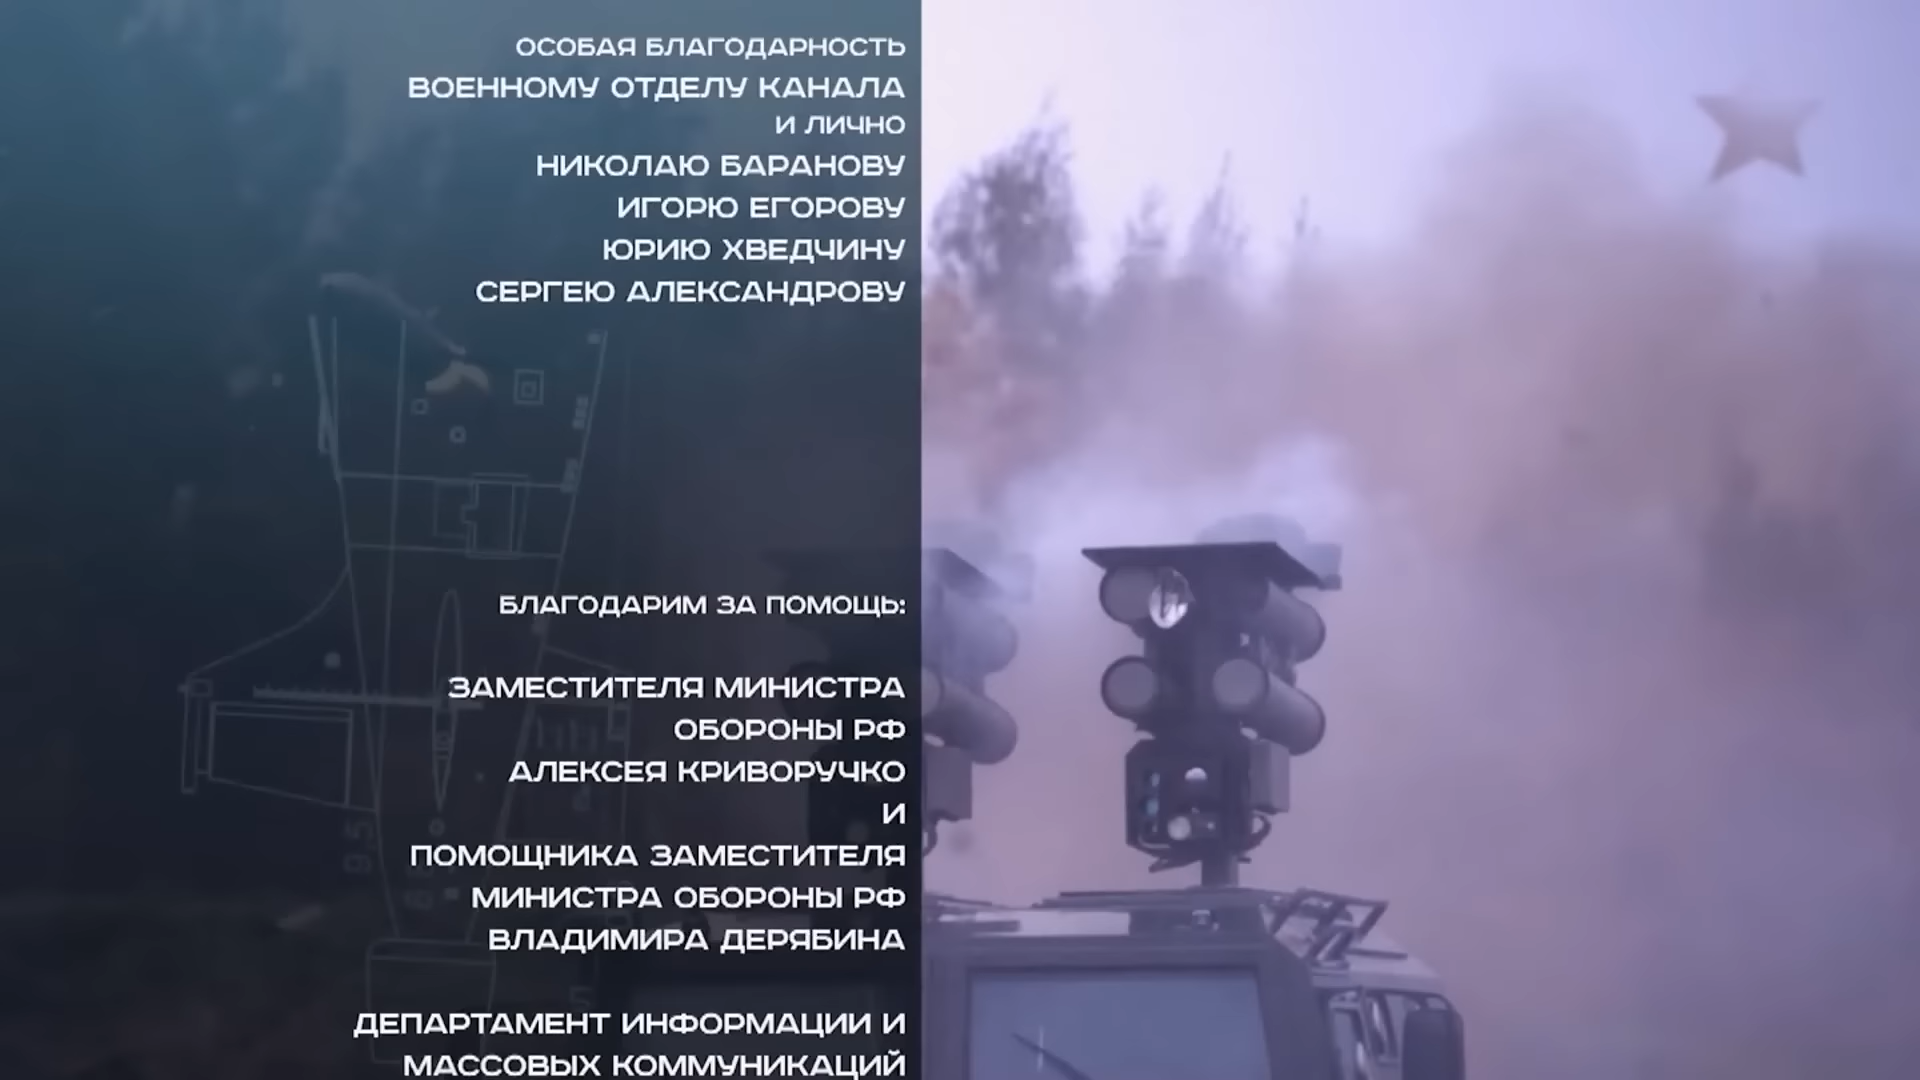 ОСОБАЯ БЛАГОДАРНОСТЬ
ВОЕННОМУ ОТДЕЛУ КАНАЛА
И ЛИЧНО
НИКОЛАЮ БАРАНОВУ
ИГОРЮ ЕГОРОВУ
ЮРИЮ ХВЕДЧИНУ
СЕРГЕЮ АЛЕКСАНДРОВУ
БЛАГОДАРИМ ЗА ПОМОЩЬ:
ЗАМЕСТИТЕЛЯ МИНИСТРА
ОБОРОНЫ РФ
АЛЕКСЕЯ КРИВОРУЧКО
И
ПОМОЩНИКА ЗАМЕСТИТЕЛЯ
МИНИСТРА ОБОРОНЫ РФ
ВЛАДИМИРА ДЕРЯБИНА
ДЕПАРТАМЕНТ ИНФОРМАЦИИ И
МАССОВЫХ КОММУНИКАЦИЙ